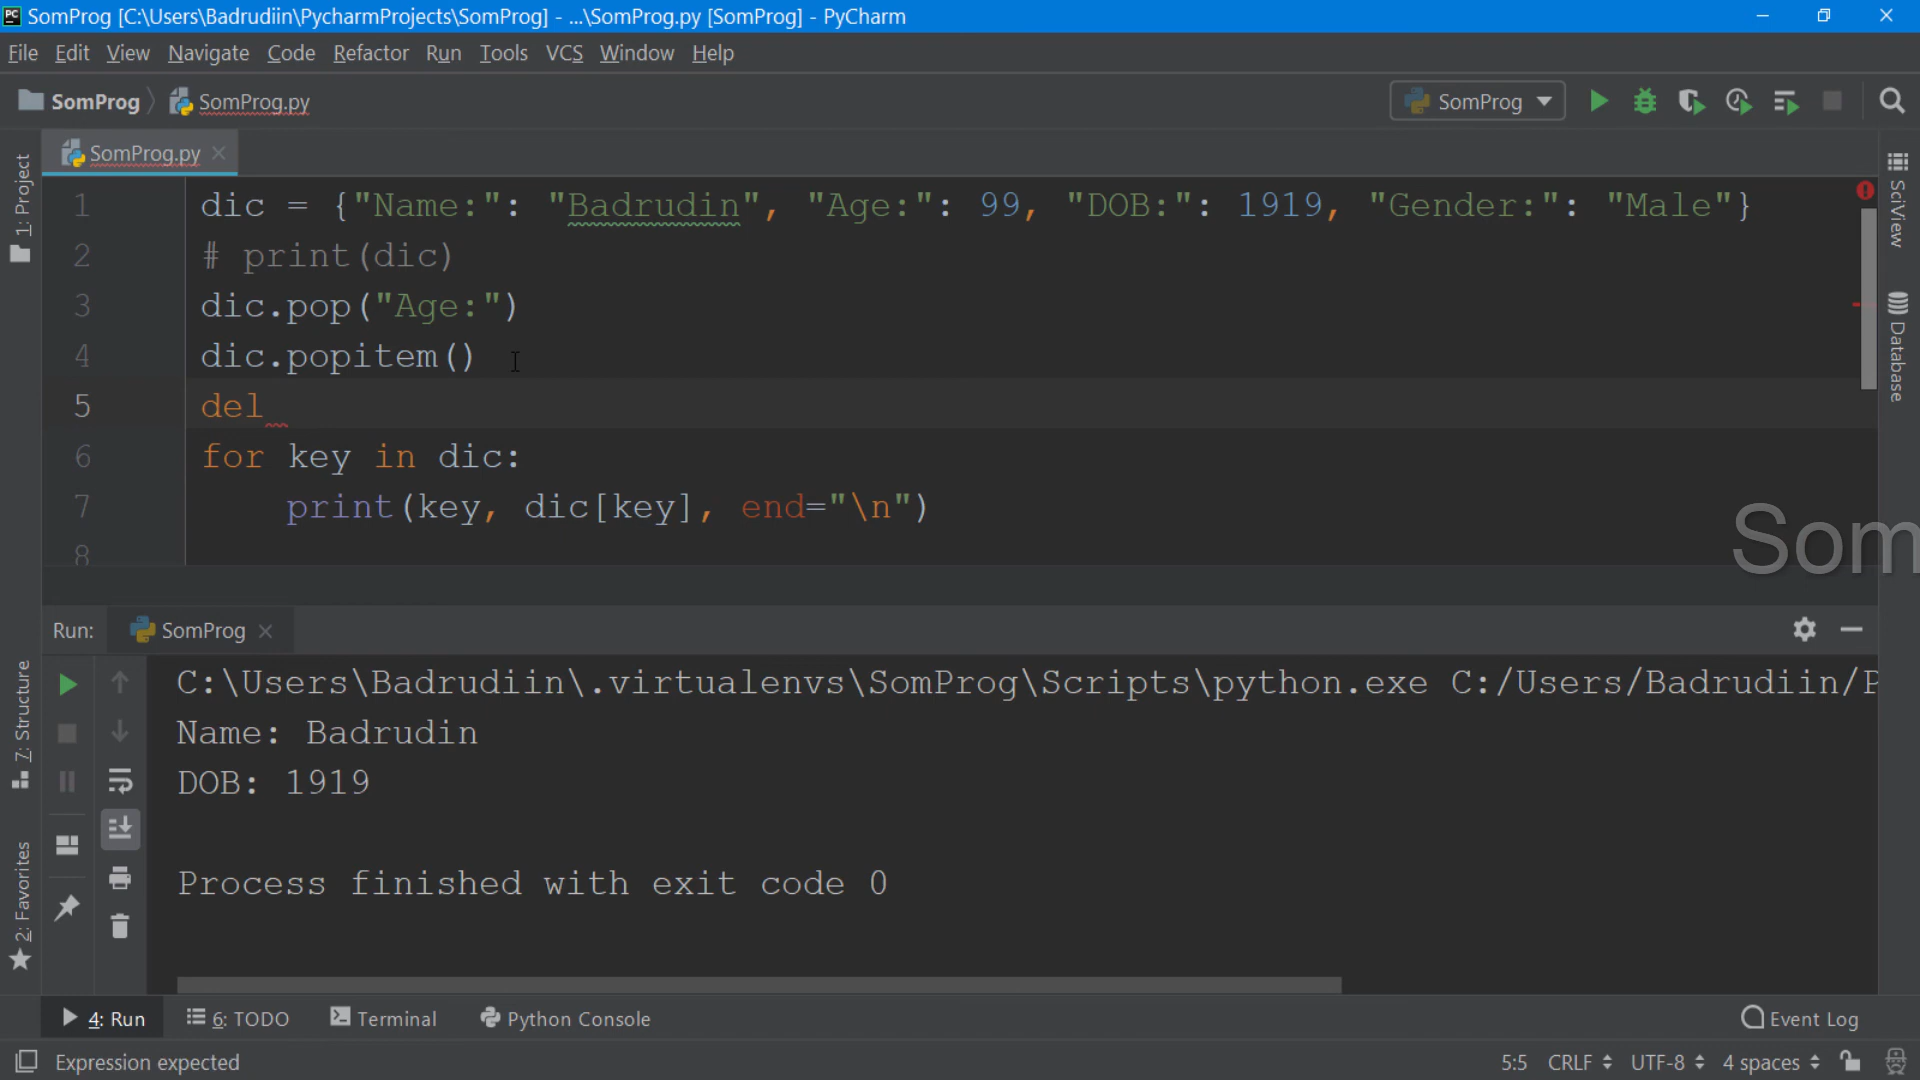 SomProg [C:\Users\Badrudiin\PycharmProjects\SomProg] - ...\SomProg.py [SomProg] - PyCharm
File Edit View Navigate Code Refactor Run Tools VCS Window Help
SomProg SomProg.py SomProg
SomProg.py
1: Project
SciView
Database
1 dic = {"Name:": "Badrudin", "Age:": 99, "DOB:": 1919, "Gender:": "Male"}
2 # print(dic)
3 dic.pop("Age:")
4 dic.popitem()
5 del
6 for key in dic:
7 print(key, dic[key], end="\n")
8
Som
Run: SomProg
7: Structure
2: Favorites
C:\Users\Badrudiin\.virtualenvs\SomProg\Scripts\python.exe C:/Users/Badrudiin/P
Name: Badrudin
DOB: 1919
Process finished with exit code 0
4: Run 6: TODO Terminal Python Console Event Log
Expression expected 5:5 CRLF UTF-8 4 spaces